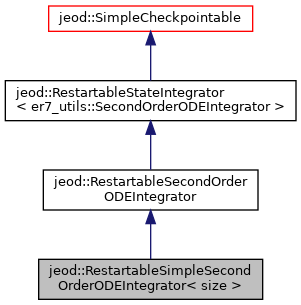 jeod::SimpleCheckpointable
jeod::RestartableStateIntegrator
< er7_utils::SecondOrderODEIntegrator >
jeod::RestartableSecondOrder
ODEIntegrator
jeod::RestartableSimpleSecond
OrderODEIntegrator< size >